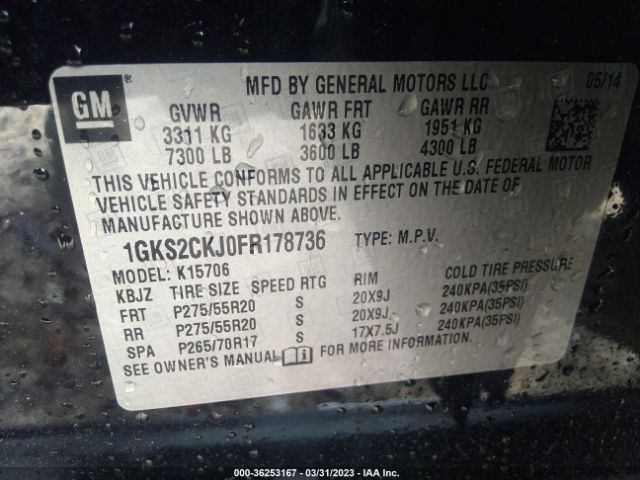 GM ®
MFD BY GENERAL MOTORS LLC 05/14
GVWR GAWR FRT GAWR RR
3311 KG 1633 KG 1951 KG
7300 LB 3600 LB 4300 LB
THIS VEHICLE CONFORMS TO ALL APPLICABLE U.S. FEDERAL MOTOR
VEHICLE SAFETY STANDARDS IN EFFECT ON THE DATE OF
MANUFACTURE SHOWN ABOVE.
1GKS2CKJ0FR178736 TYPE: M.P.V.
MODEL: K15706
KBJZ TIRE SIZE SPEED RTG RIM COLD TIRE PRESSURE
FRT P275/55R20 S 20X9J 240KPA(35PSI)
RR P275/55R20 S 20X9J 240KPA(35PSI)
SPA P265/70R17 S 17X7.5J 240KPA(35PSI)
SEE OWNER'S MANUAL FOR MORE INFORMATION.
000-36253167 - 03/31/2023 - IAA Inc.